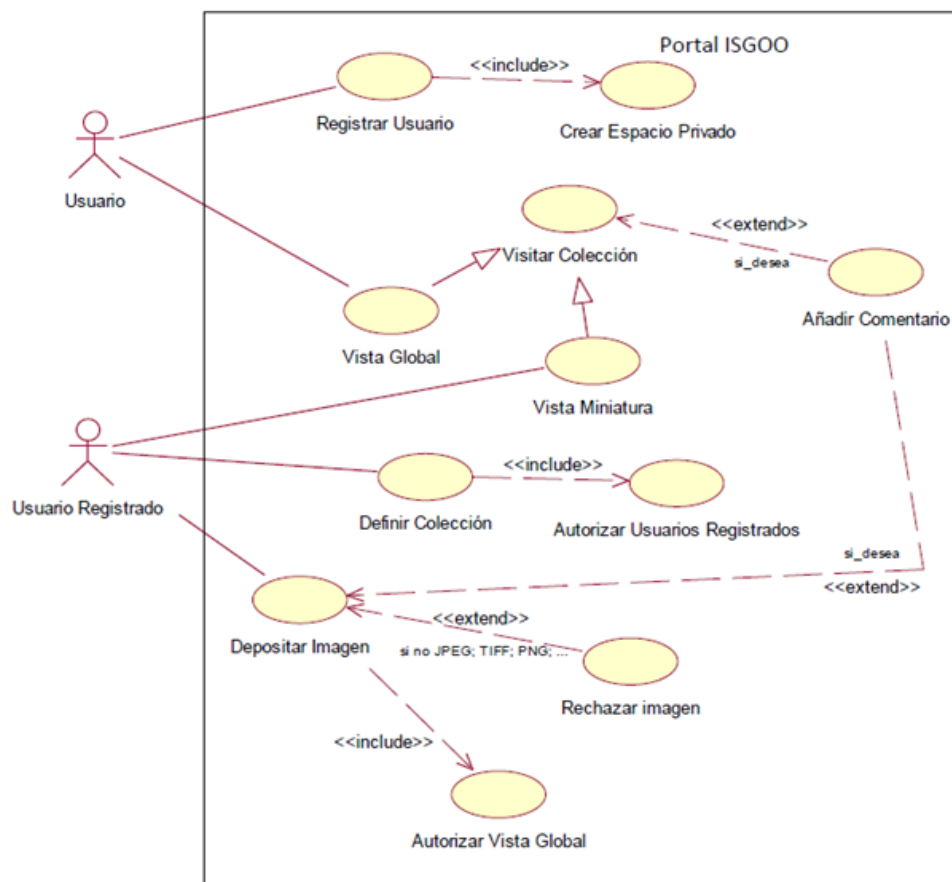 Portal ISGOO
<<include>>
Registrar Usuario
Crear Espacio Privado
Usuario
<<extend>>
Visitar Colección
si_desea
Añadir Comentario
Vista Global
Vista Miniatura
<<include>>
Usuario Registrado
Definir Colección
Autorizar Usuarios Registrados
si_desea
<<extend>>
<<extend>>
Depositar Imagen
si no JPEG; TIFF; PNG; ...
Rechazar imagen
<<include>>
Autorizar Vista Global